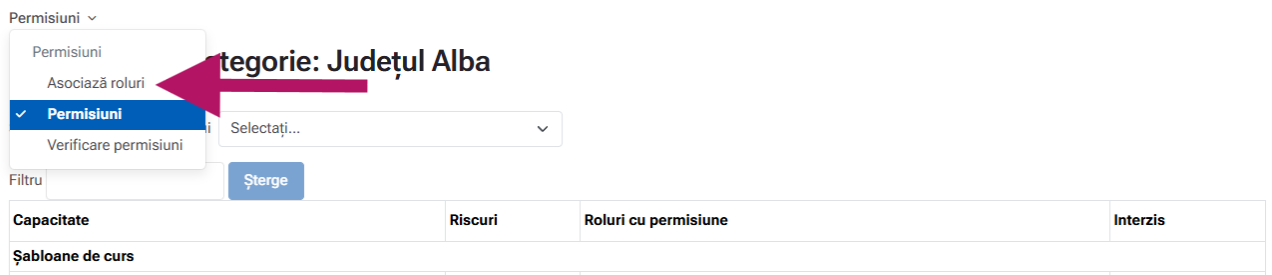 Permisiuni
Permisiuni
Asociază roluri
Permisiuni
Verificare permisiuni
tegorie: Județul Alba
Selectați...
Filtru
Șterge
Capacitate Riscuri Roluri cu permisiune Interzis
Șabloane de curs